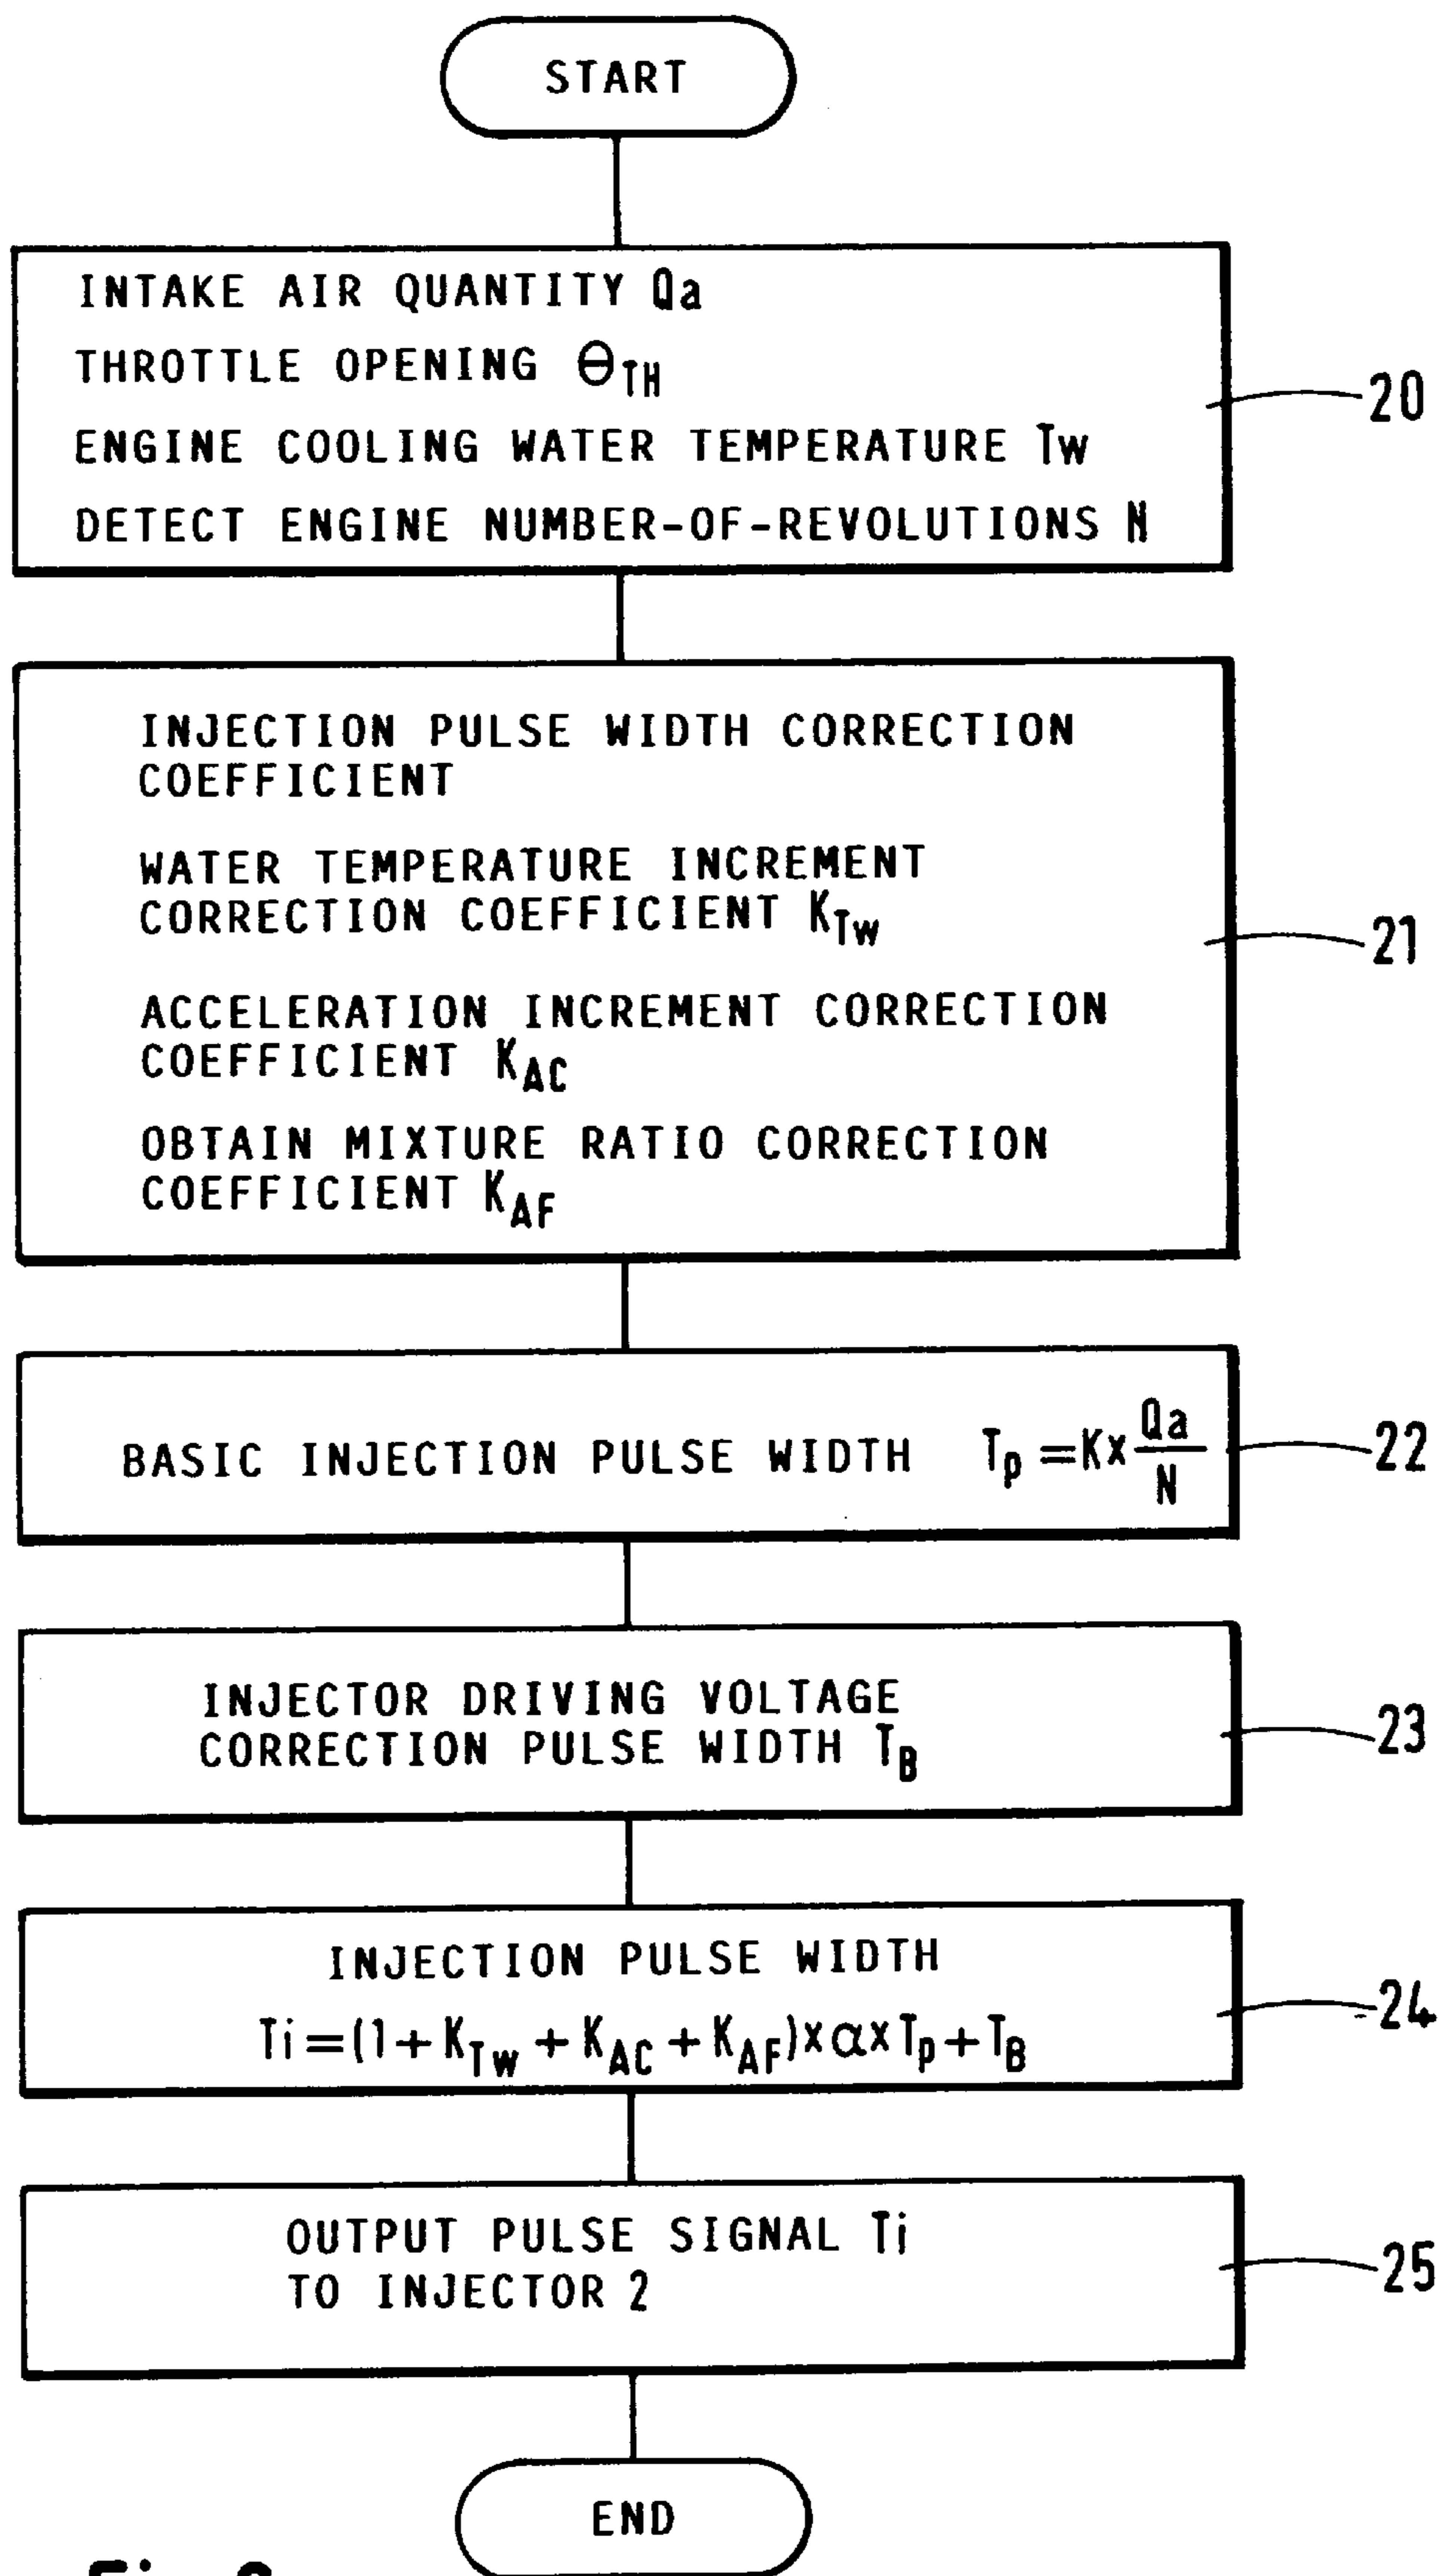 START
INTAKE AIR QUANTITY Qa
THROTTLE OPENING θTH
ENGINE COOLING WATER TEMPERATURE Tw
DETECT ENGINE NUMBER-OF-REVOLUTIONS N
20
INJECTION PULSE WIDTH CORRECTION
COEFFICIENT
WATER TEMPERATURE INCREMENT
CORRECTION COEFFICIENT KTw
ACCELERATION INCREMENT CORRECTION
COEFFICIENT KAC
OBTAIN MIXTURE RATIO CORRECTION
COEFFICIENT KAF
21
BASIC INJECTION PULSE WIDTH Tp=K×Qa/N
22
INJECTOR DRIVING VOLTAGE
CORRECTION PULSE WIDTH TB
23
INJECTION PULSE WIDTH
Ti=(1+KTw+KAC+KAF)×α×Tp+TB
24
OUTPUT PULSE SIGNAL Ti
TO INJECTOR 2
25
END